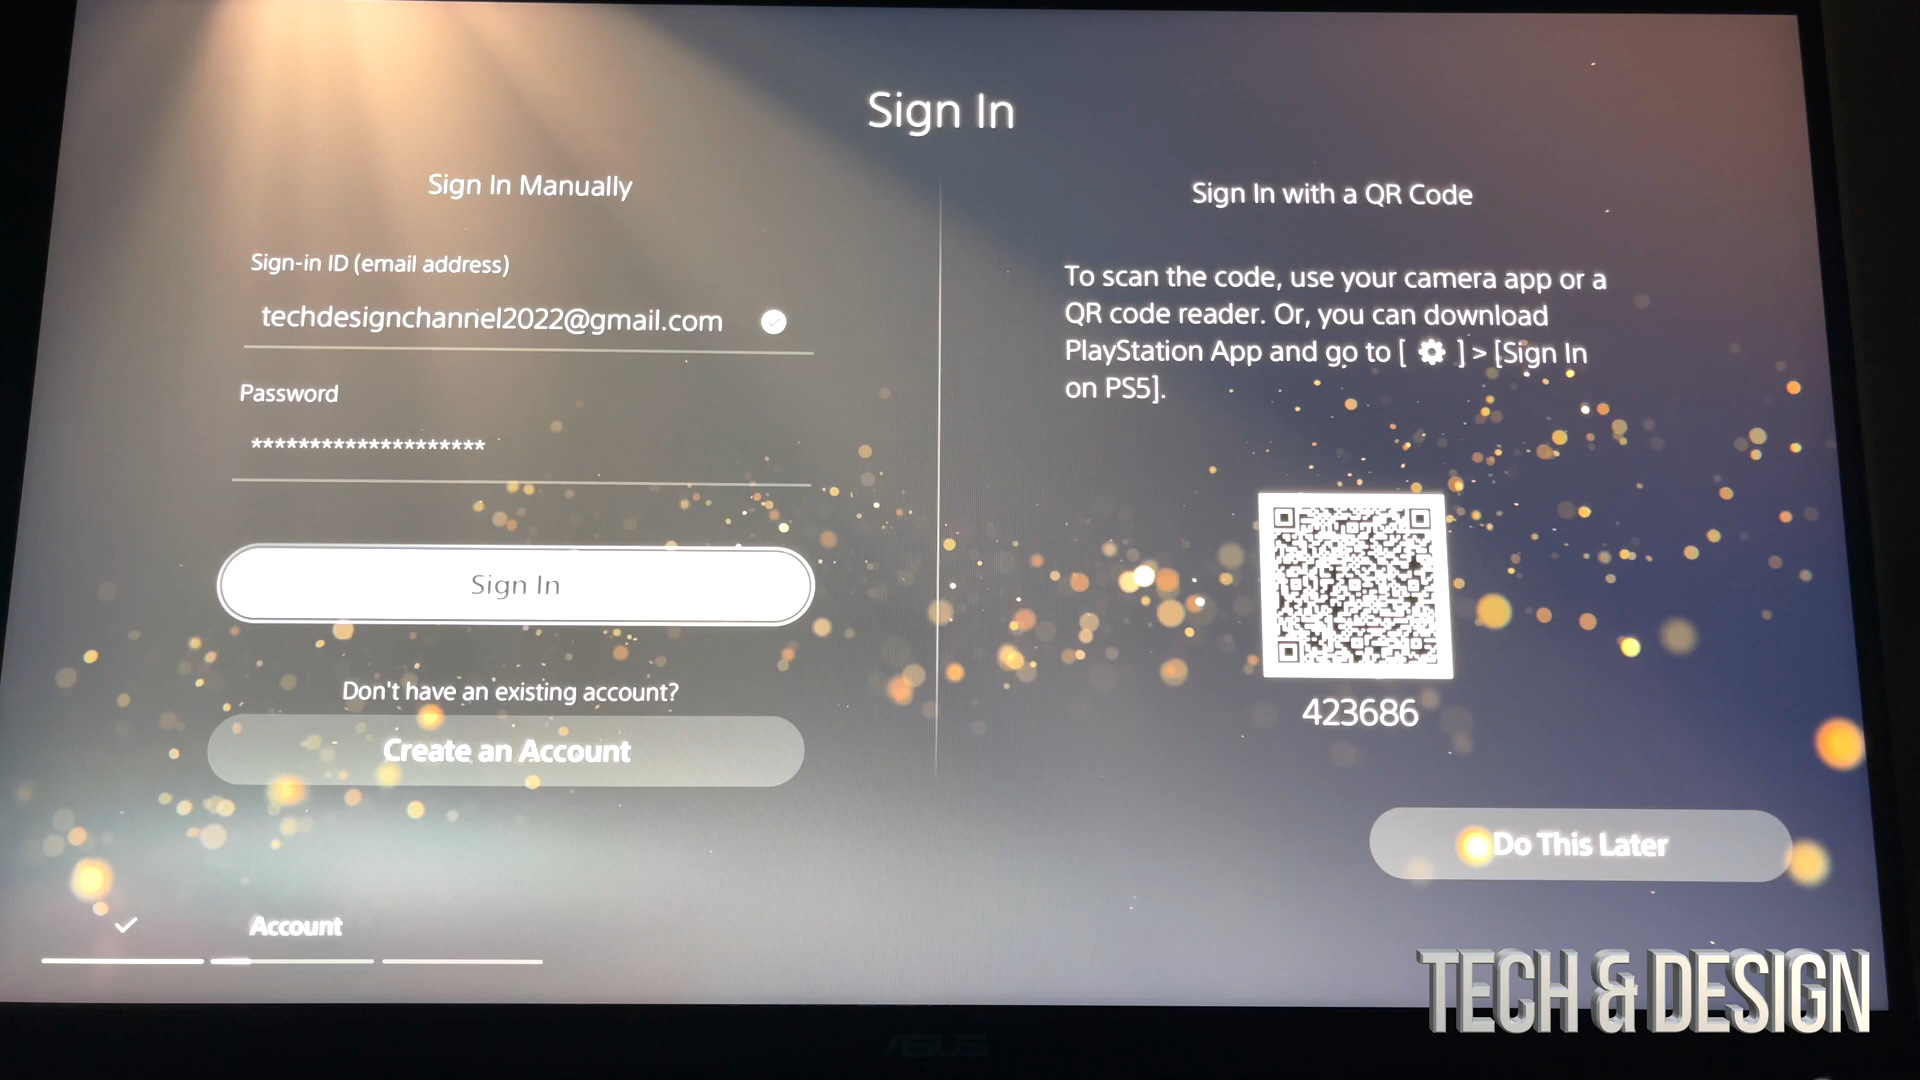 Sign In
Sign In Manually
Sign-in ID (email address)
techdesignchannel2022@gmail.com
Password
********************
Sign In
Don't have an existing account?
Create an Account
Sign In with a QR Code
To scan the code, use your camera app or a
QR code reader. Or, you can download
PlayStation App and go to [ ] > [Sign In
on PS5].
423686
Do This Later
Account
TECH & DESIGN
ASUS